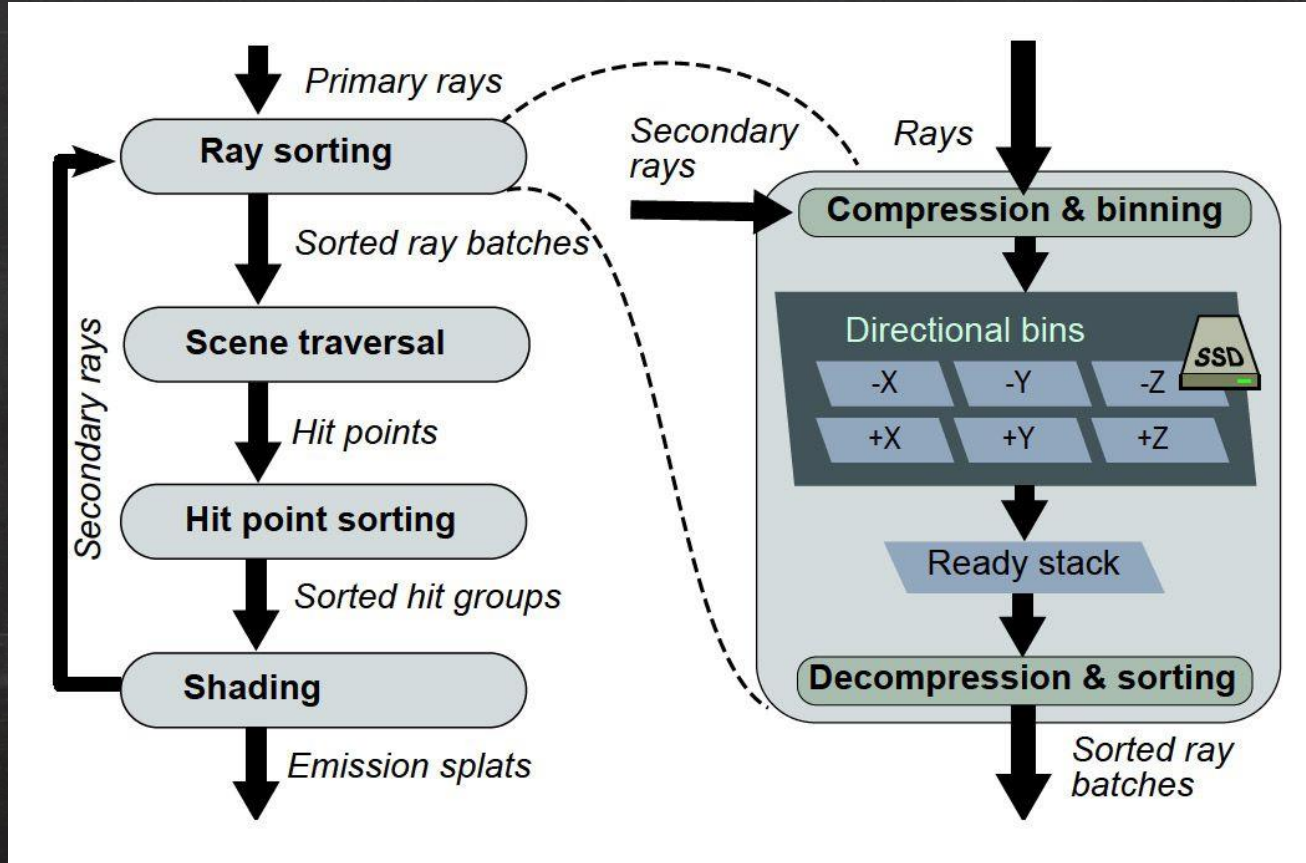 Primary rays
Ray sorting
Sorted ray batches
Scene traversal
Hit points
Hit point sorting
Sorted hit groups
Shading
Emission splats
Secondary rays
Secondary
rays
Rays
Compression & binning
Directional bins
SSD
-X -Y -Z
+X +Y +Z
Ready stack
Decompression & sorting
Sorted ray
batches